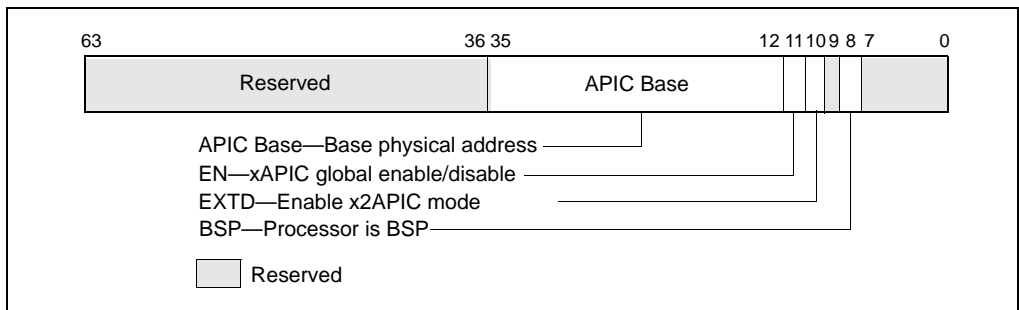 63 36 35 12 11 10 9 8 7 0
Reserved APIC Base
APIC Base—Base physical address
EN—xAPIC global enable/disable
EXTD—Enable x2APIC mode
BSP—Processor is BSP
Reserved